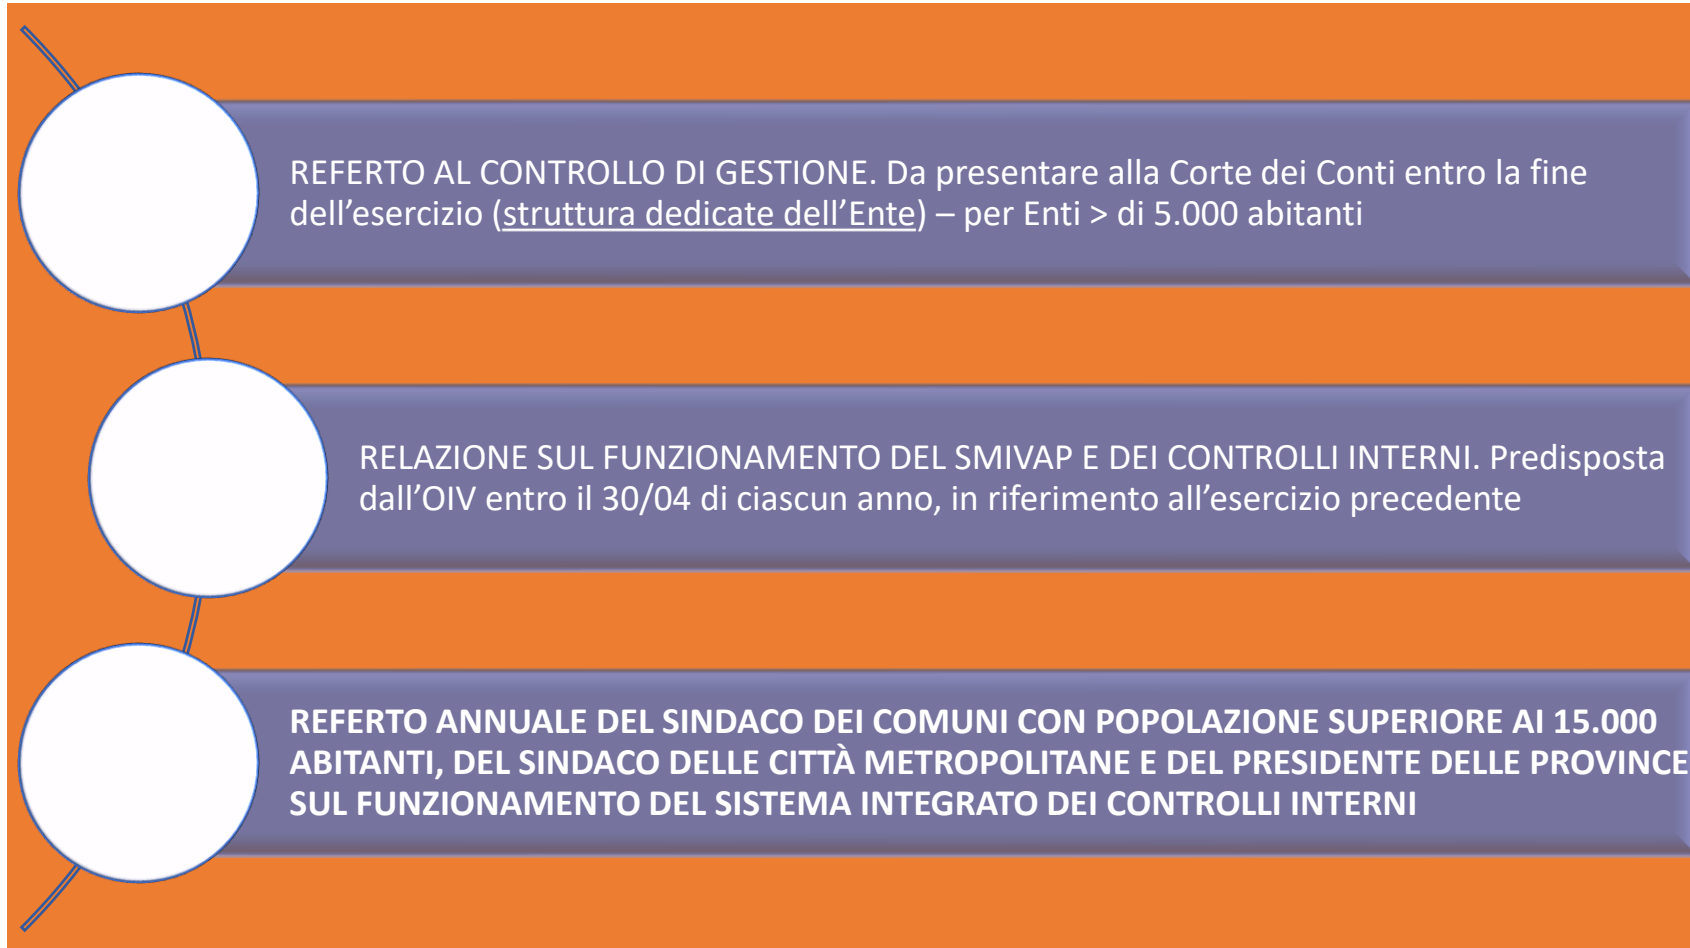 REFERTO AL CONTROLLO DI GESTIONE. Da presentare alla Corte dei Conti entro la fine
dell’esercizio (struttura dedicate dell’Ente) – per Enti > di 5.000 abitanti
RELAZIONE SUL FUNZIONAMENTO DEL SMIVAP E DEI CONTROLLI INTERNI. Predisposta
dall’OIV entro il 30/04 di ciascun anno, in riferimento all’esercizio precedente
REFERTO ANNUALE DEL SINDACO DEI COMUNI CON POPOLAZIONE SUPERIORE AI 15.000
ABITANTI, DEL SINDACO DELLE CITTÀ METROPOLITANE E DEL PRESIDENTE DELLE PROVINCE
SUL FUNZIONAMENTO DEL SISTEMA INTEGRATO DEI CONTROLLI INTERNI